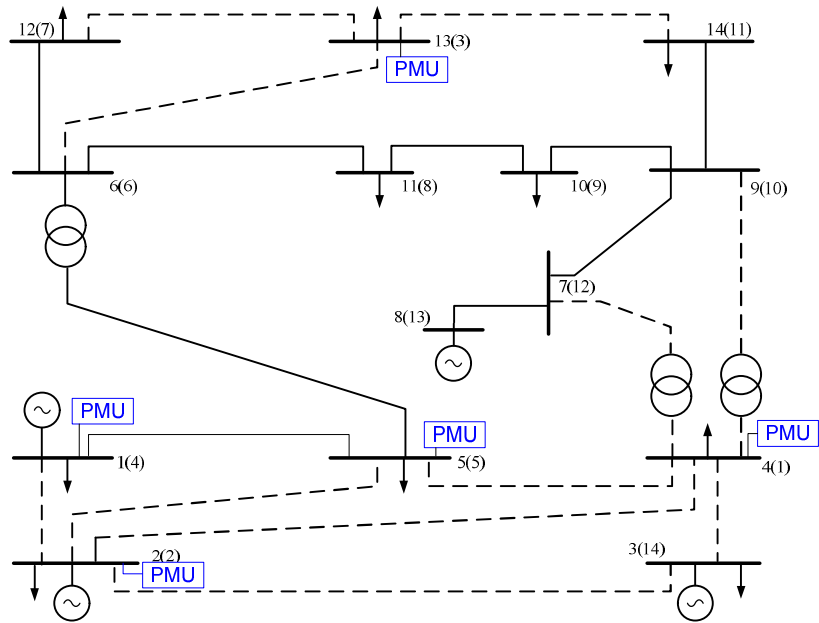 12(7)
13(3)
14(11)
PMU
6(6)
11(8)
10(9)
9(10)
7(12)
8(13)
PMU
PMU
PMU
1(4)
5(5)
4(1)
2(2)
3(14)
PMU